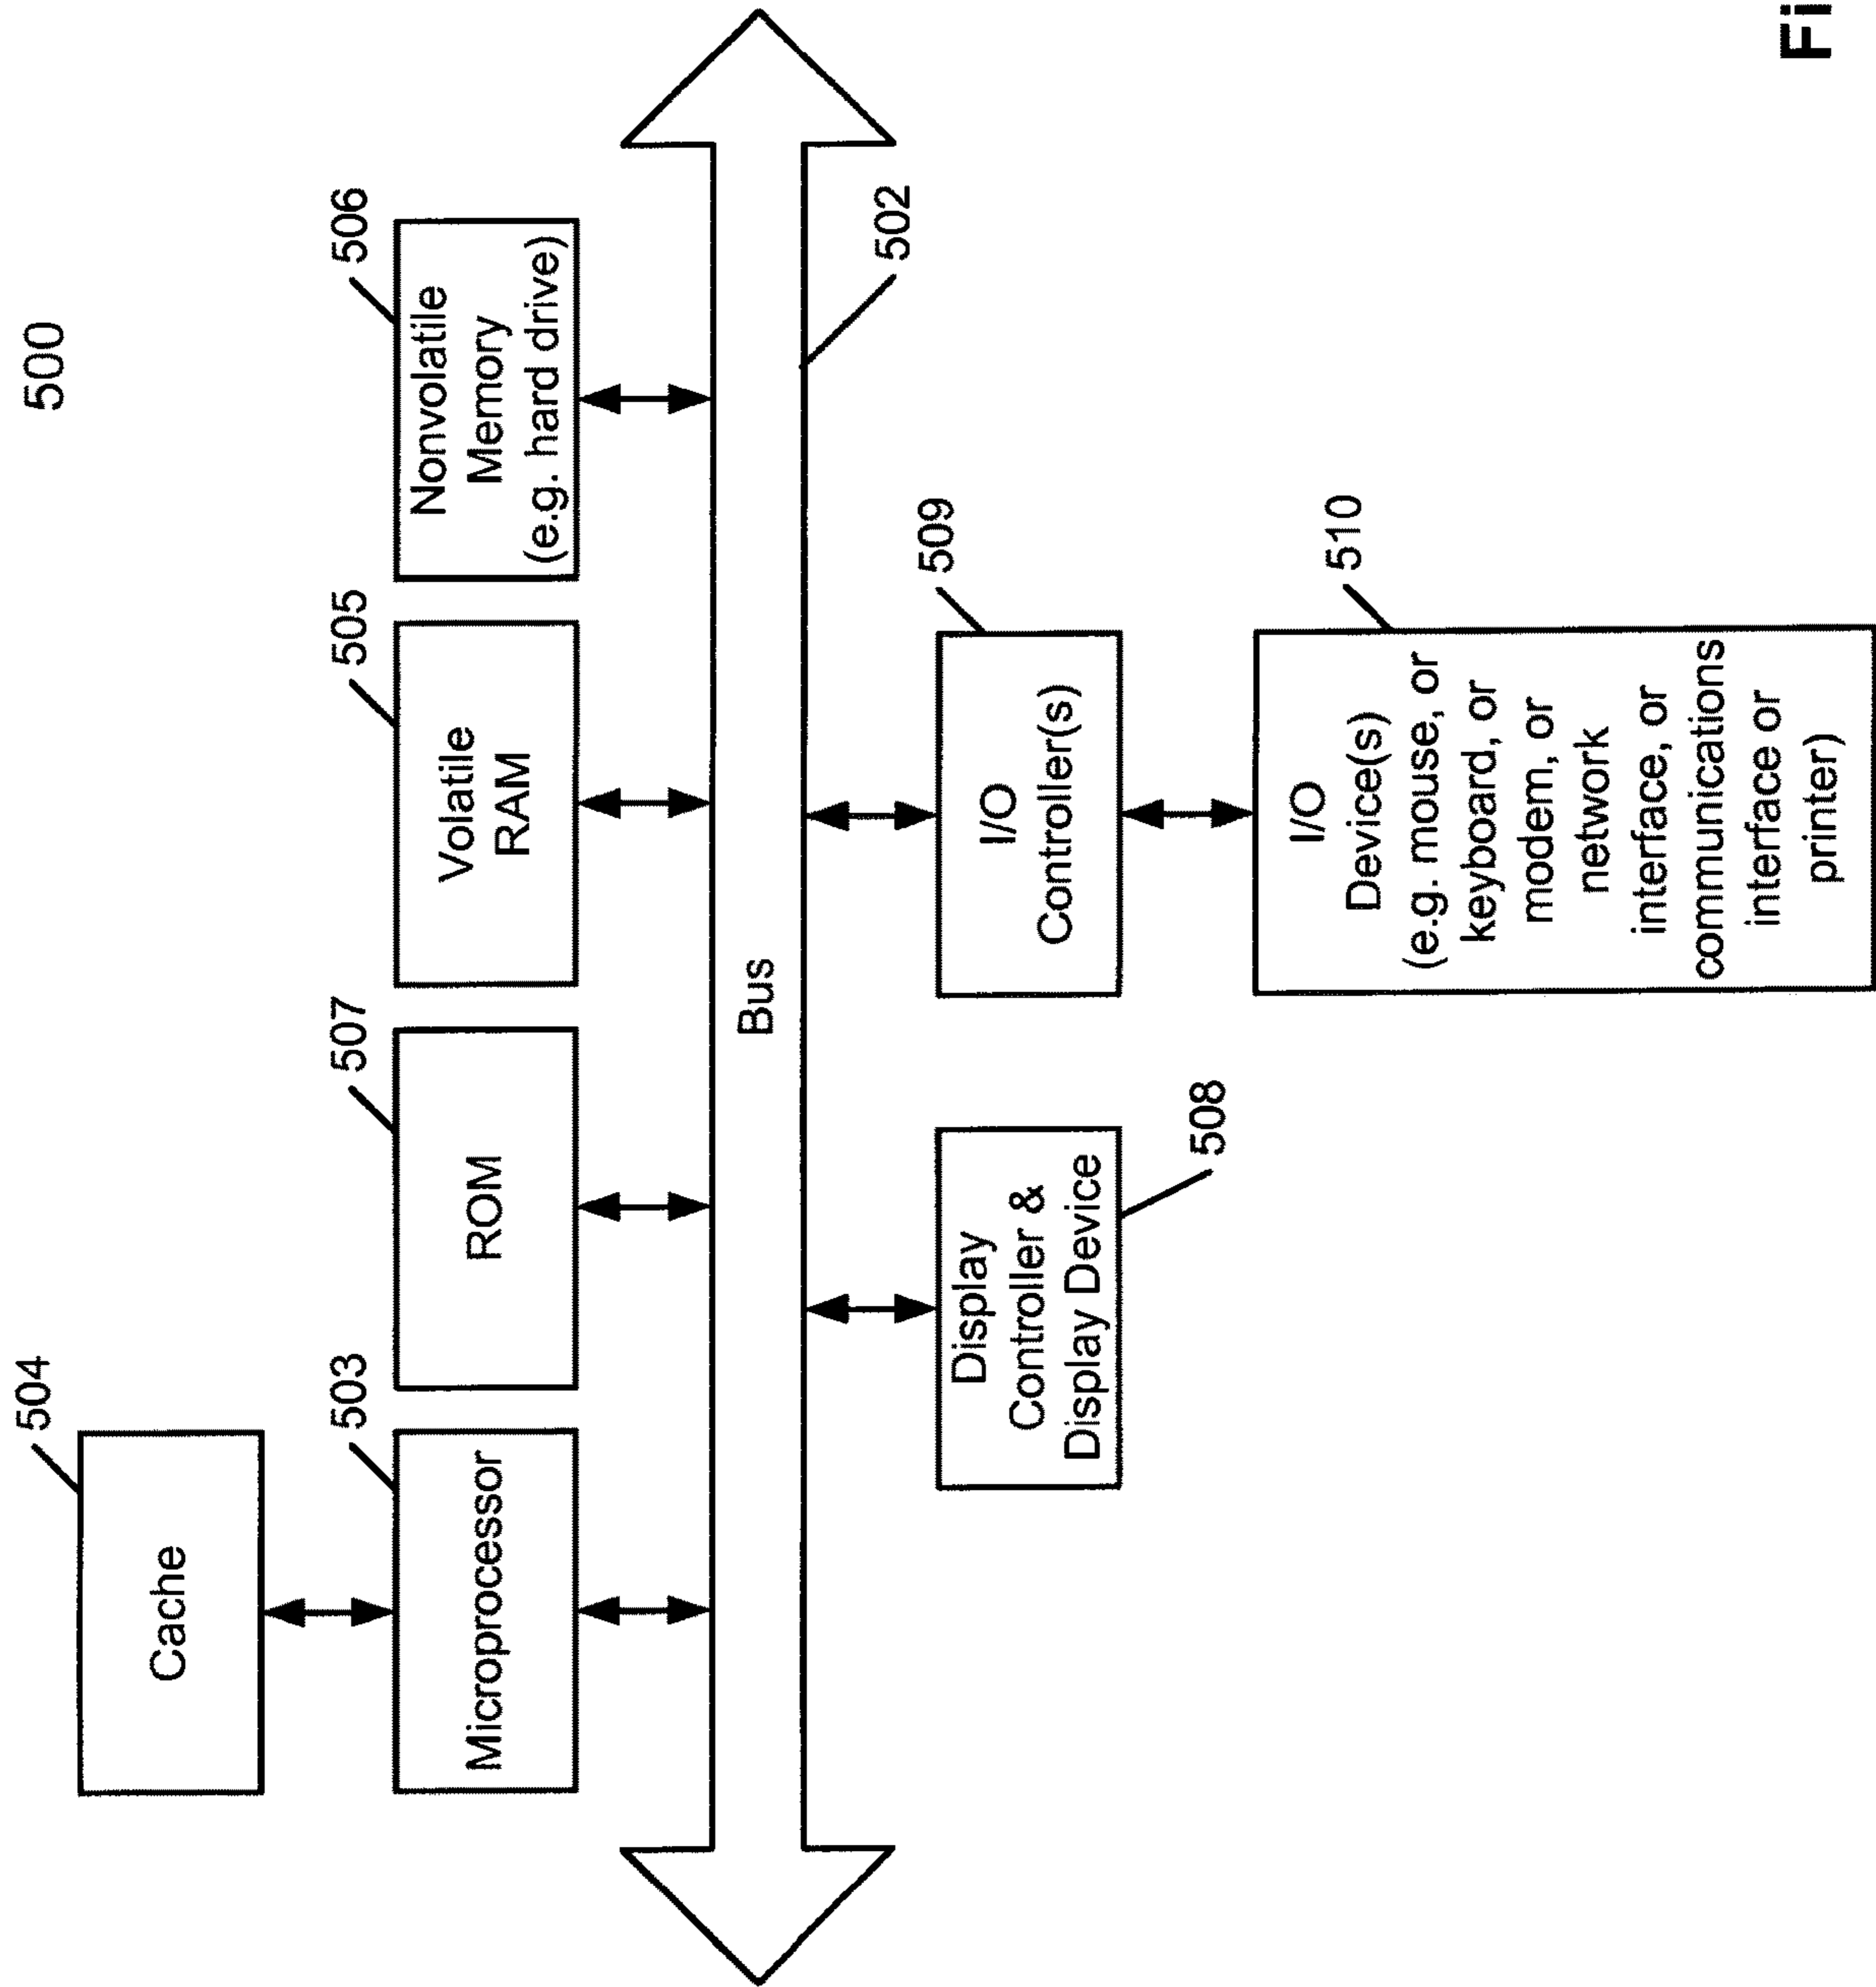 500
504
Cache
503
Microprocessor
507
ROM
505
Volatile
RAM
506
Nonvolatile
Memory
(e.g. hard drive)
Bus
502
Display
Controller &
Display Device
508
509
I/O
Controller(s)
510
I/O
Device(s)
(e.g. mouse, or
keyboard, or
modem, or
network
interface, or
communications
interface or
printer)
Fi